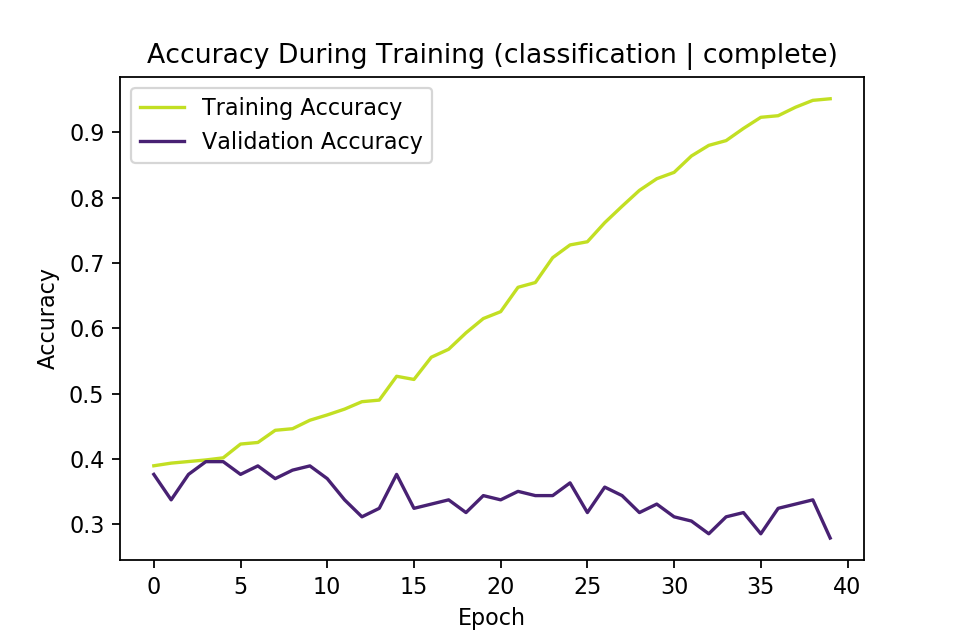 Accuracy During Training (classification | complete)
Training Accuracy
Validation Accuracy
Accuracy
0.9
0.8
0.7
0.6
0.5
0.4
0.3
0 5 10 15 20 25 30 35 40
Epoch